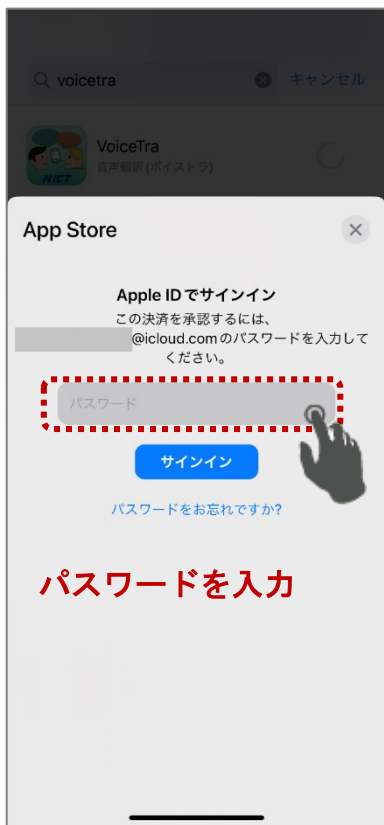 voicetra
キャンセル
VoiceTra
音声翻訳(ボイストラ)
NICT
App Store
Apple IDでサインイン
この決済を承認するには、
@icloud.comのパスワードを入力して
ください。
パスワード
サインイン
パスワードをお忘れですか?
パスワードを入力